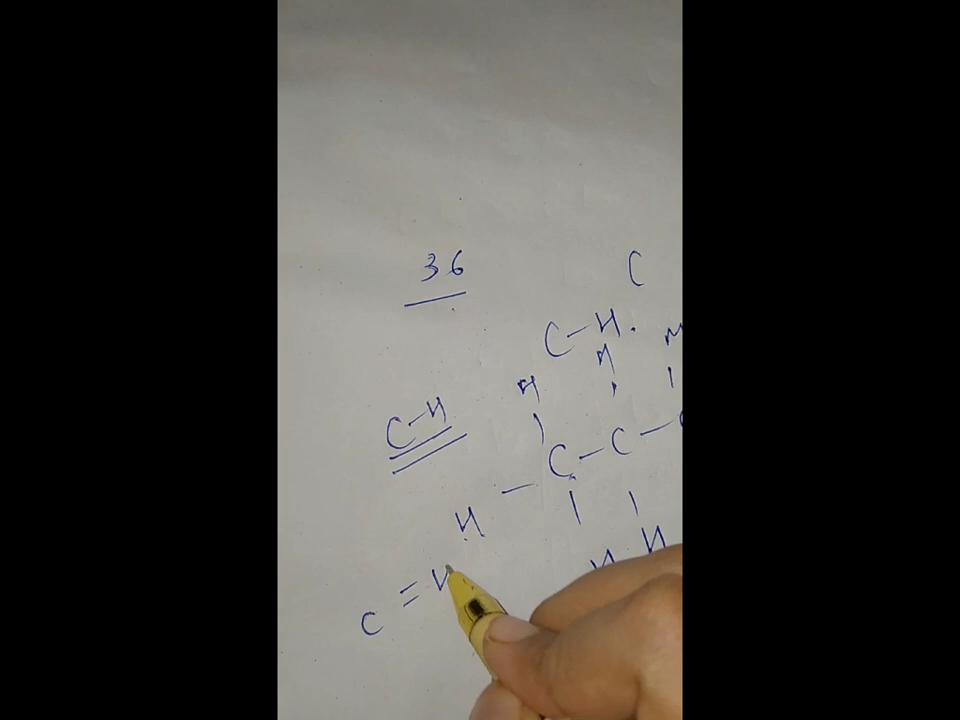 36
C
C-H.
H H H
C-H
H - C - C -
H H
C = H